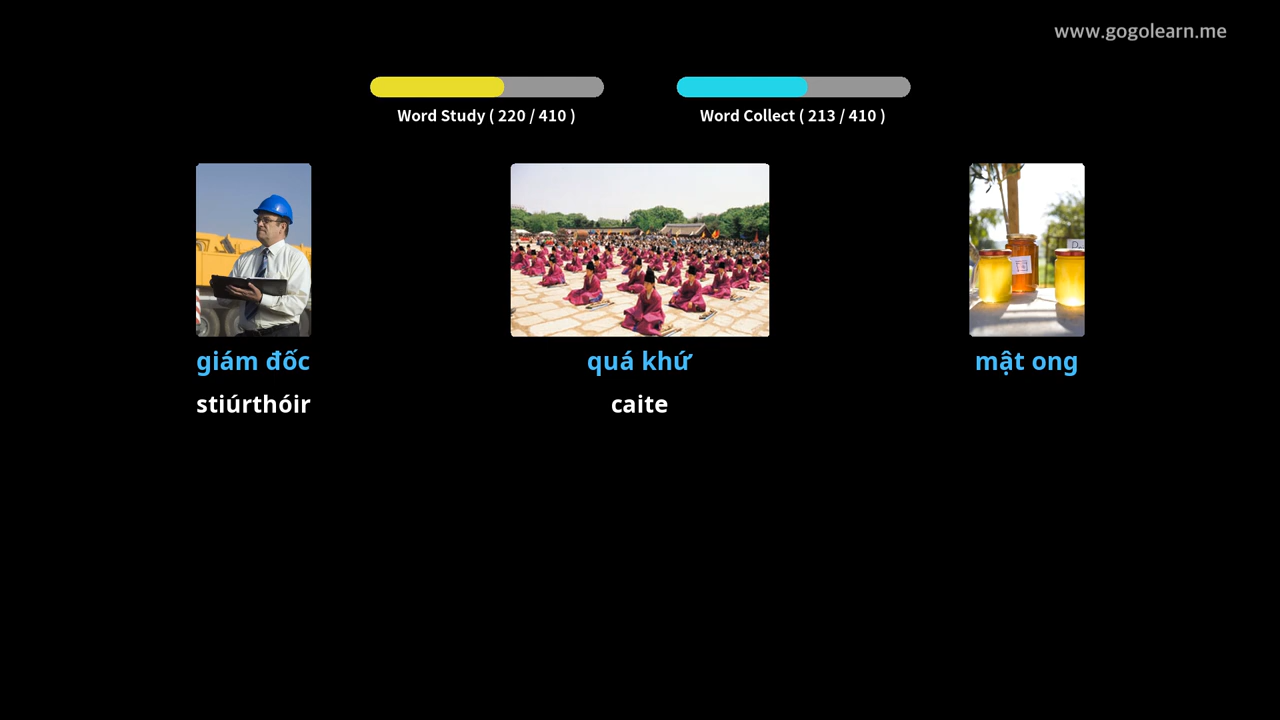 www.gogolearn.me
Word Study ( 220 / 410 )
Word Collect ( 213 / 410 )
giám đốc
quá khứ
mật ong
stiúrthóir
caite